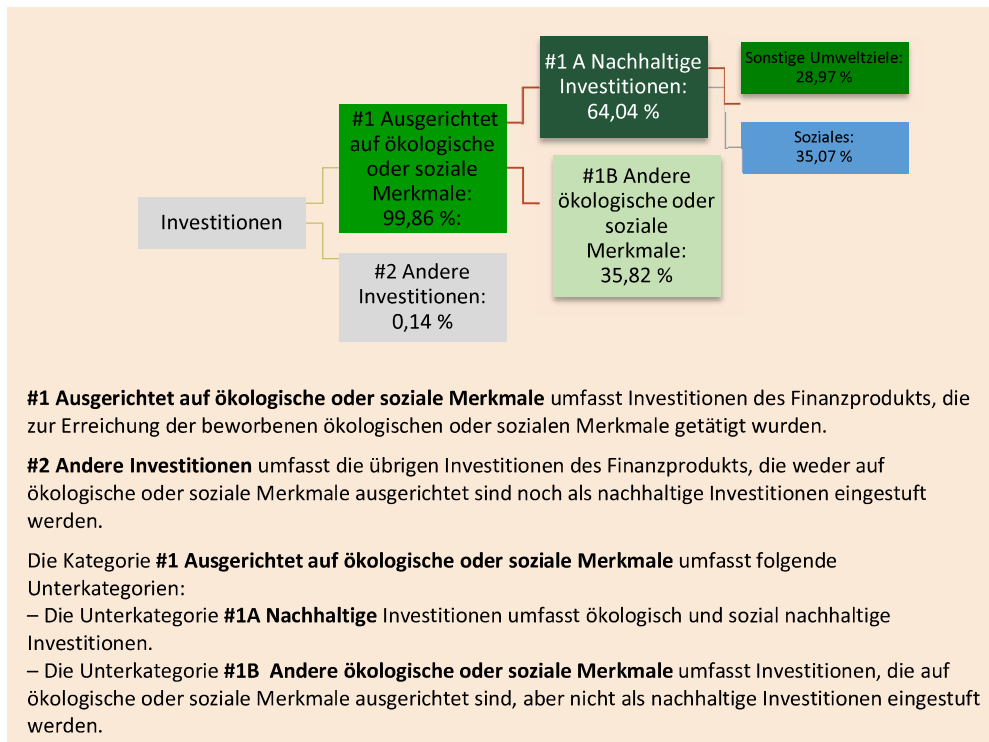 Investitionen
#1 Ausgerichtet
auf ökologische
oder soziale
Merkmale:
99,86 %:
#2 Andere
Investitionen:
0,14 %
#1 A Nachhaltige
Investitionen:
64,04 %
#1B Andere
ökologische oder
soziale
Merkmale:
35,82 %
Sonstige Umweltziele:
28,97 %
Soziales:
35,07 %
#1 Ausgerichtet auf ökologische oder soziale Merkmale umfasst Investitionen des Finanzprodukts, die
zur Erreichung der beworbenen ökologischen oder sozialen Merkmale getätigt wurden.
#2 Andere Investitionen umfasst die übrigen Investitionen des Finanzprodukts, die weder auf
ökologische oder soziale Merkmale ausgerichtet sind noch als nachhaltige Investitionen eingestuft
werden.
Die Kategorie #1 Ausgerichtet auf ökologische oder soziale Merkmale umfasst folgende
Unterkategorien:
– Die Unterkategorie #1A Nachhaltige Investitionen umfasst ökologisch und sozial nachhaltige
Investitionen.
– Die Unterkategorie #1B Andere ökologische oder soziale Merkmale umfasst Investitionen, die auf
ökologische oder soziale Merkmale ausgerichtet sind, aber nicht als nachhaltige Investitionen eingestuft
werden.